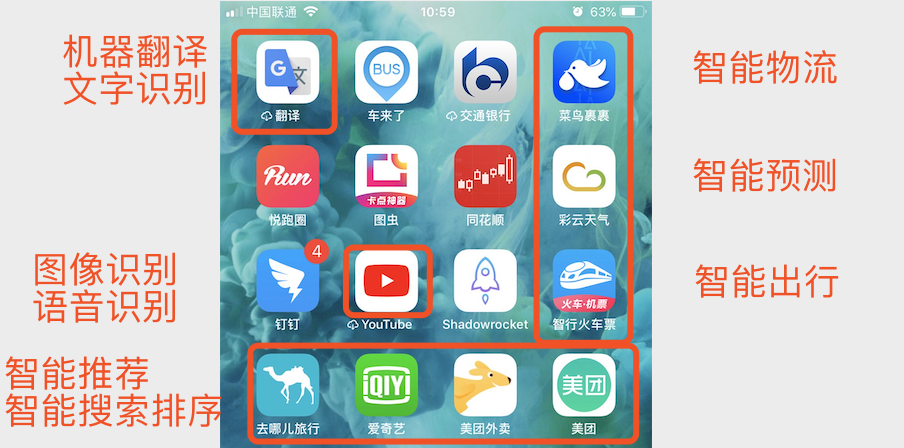 中国联通
10:59
63%
机器翻译
文字识别
G 文
BUS
翻译
车来了
交通银行
菜鸟裹裹
智能物流
Run
卡点神器
悦跑圈
图虫
同花顺
彩云天气
智能预测
图像识别
语音识别
4
火车·机票
钉钉
YouTube
Shadowrocket
智行火车票
智能出行
智能推荐
智能搜索排序
iQIYI
美团
去哪儿旅行
爱奇艺
美团外卖
美团